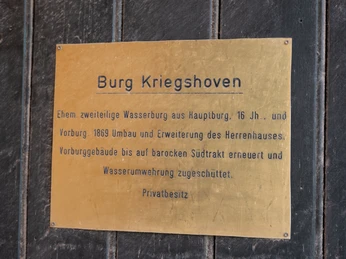 Burg Kriegshoven
Ehem. zweiteilige Wasserburg aus Hauptburg, 16 Jh., und
Vorburg. 1869 Umbau und Erweiterung des Herrenhauses.
Vorburggebäude bis auf barocken Südtrakt erneuert und
Wasserumwehrung zugeschüttet.
Privatbesitz